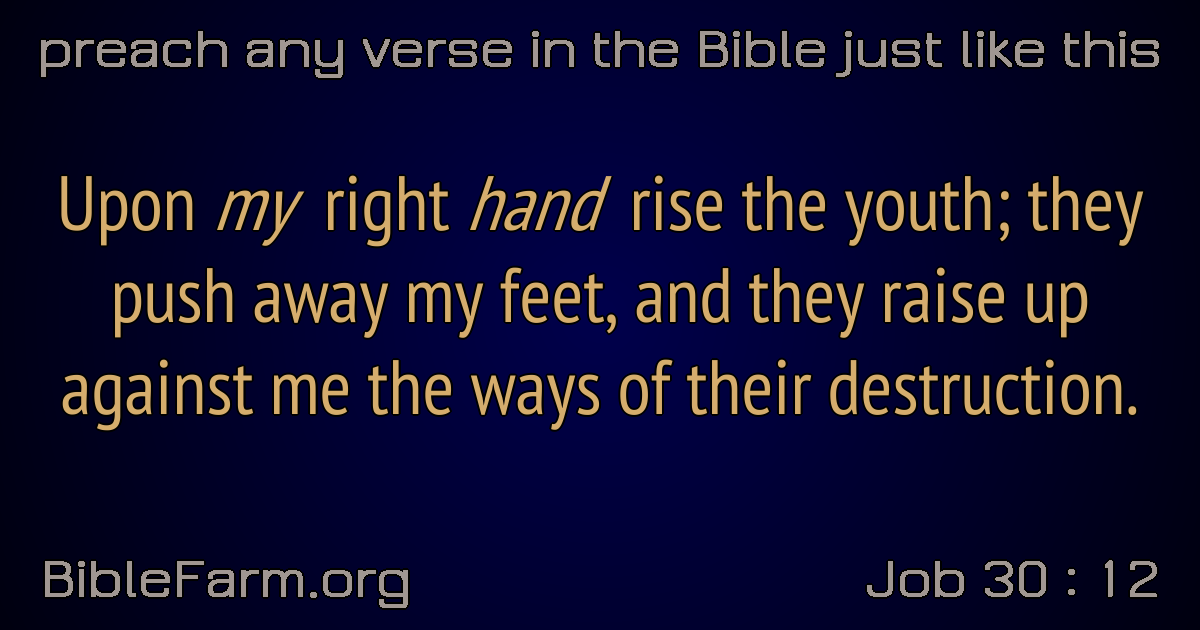 preach any verse in the Bible just like this
Upon my right hand rise the youth; they
push away my feet, and they raise up
against me the ways of their destruction.
BibleFarm.org
Job 30 : 12